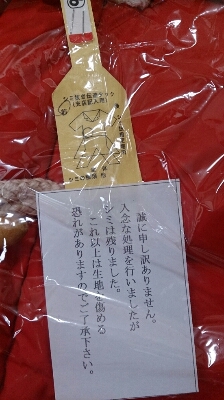 誠に申し訳ありません。
入念な処理を行いましたが
シミは残りました。
これ以上は生地を傷める
恐れがありますのでご了承下さい。